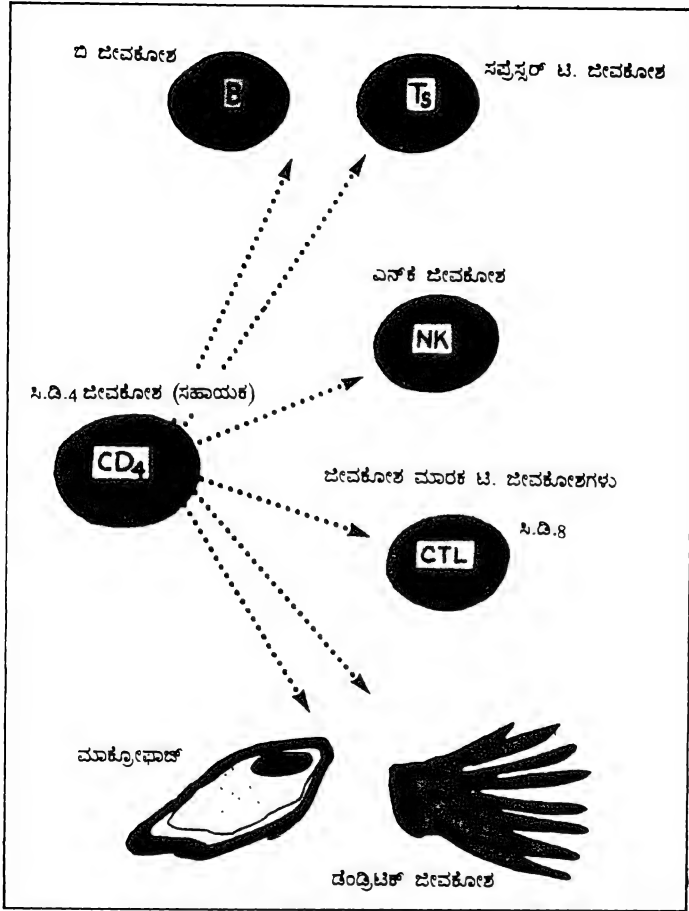 ಬಿ ಜೀವಕೋಶ
B
ಸಪ್ರೆಸ್ಸರ್ ಟಿ. ಜೀವಕೋಶ
Ts
ಎನ್‌ಕೆ ಜೀವಕೋಶ
NK
ಸಿ.ಡಿ.4 ಜೀವಕೋಶ (ಸಹಾಯಕ)
CD4
ಜೀವಕೋಶ ಮಾರಕ ಟಿ. ಜೀವಕೋಶಗಳು
ಸಿ.ಡಿ.8
CTL
ಮಾಕ್ರೋಫಾಜ್
ಡೆಂಡ್ರಿಟಿಕ್ ಜೀವಕೋಶ